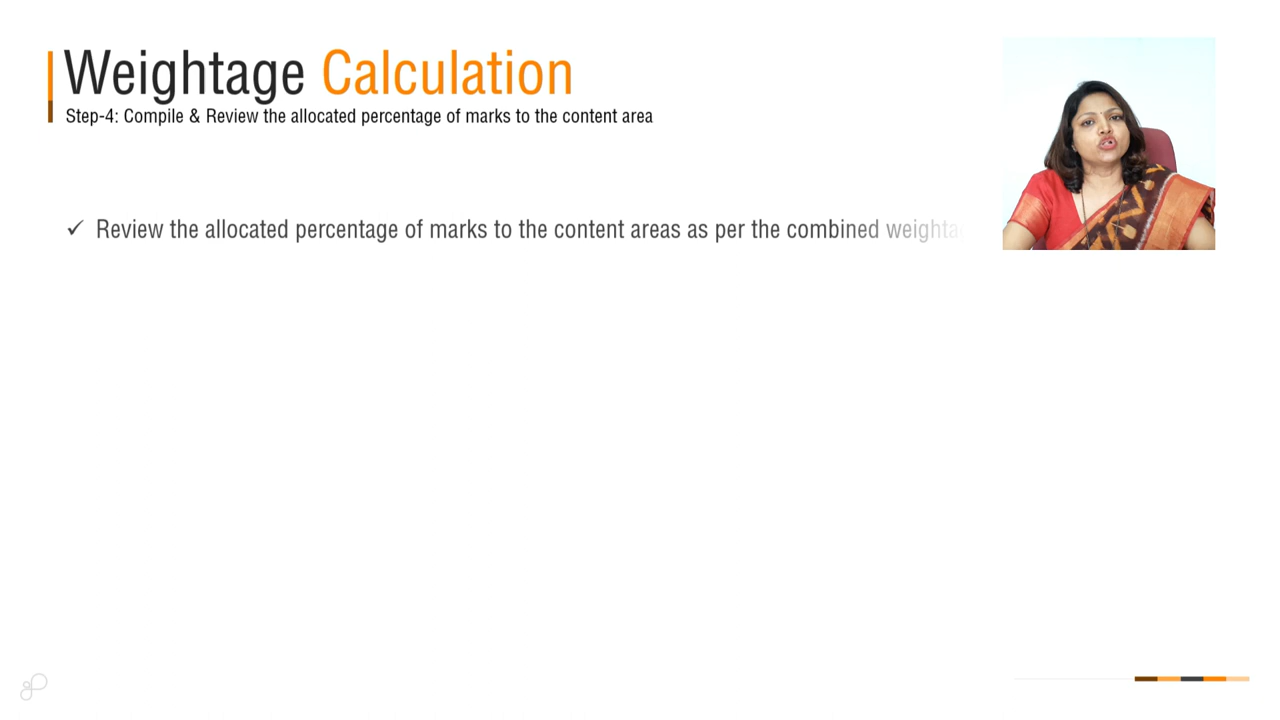 Weightage Calculation
Step-4: Compile & Review the allocated percentage of marks to the content area
✓ Review the allocated percentage of marks to the content areas as per the combined